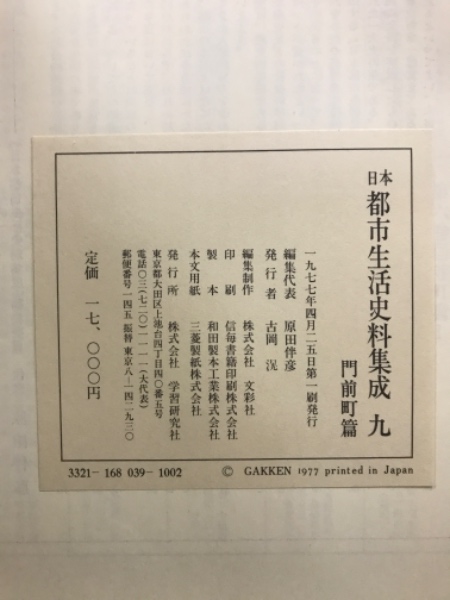 日本 都市生活史料集成 九
門前町篇
一九七七年四月二五日第一刷発行
編集代表 原田伴彦
発行者 古岡 滉
編集制作 株式会社 文彩社
印刷 信毎書籍印刷株式会社
製本 和田製本工業株式会社
本文用紙 三菱製紙株式会社
発行所 株式会社 学習研究社
東京都大田区上池台四丁目四〇番五号
電話〇三(七二〇)一一一一(大代表)
郵便番号一四五 振替 東京八―一四二九三〇
定価 一七、〇〇〇円
3321-168 039-1002
© GAKKEN 1977 printed in Japan